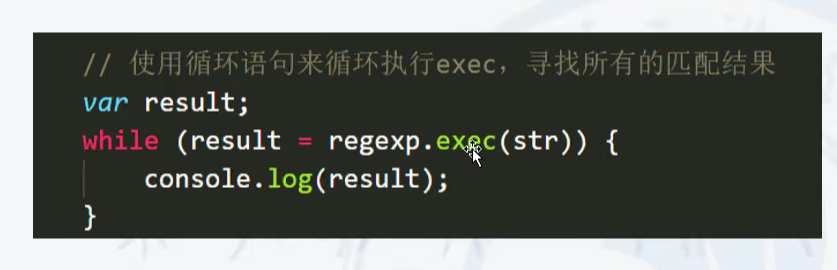 // 使用循环语句来循环执行exec，寻找所有的匹配结果
var result;
while (result = regexp.exec(str)) {
    console.log(result);
}